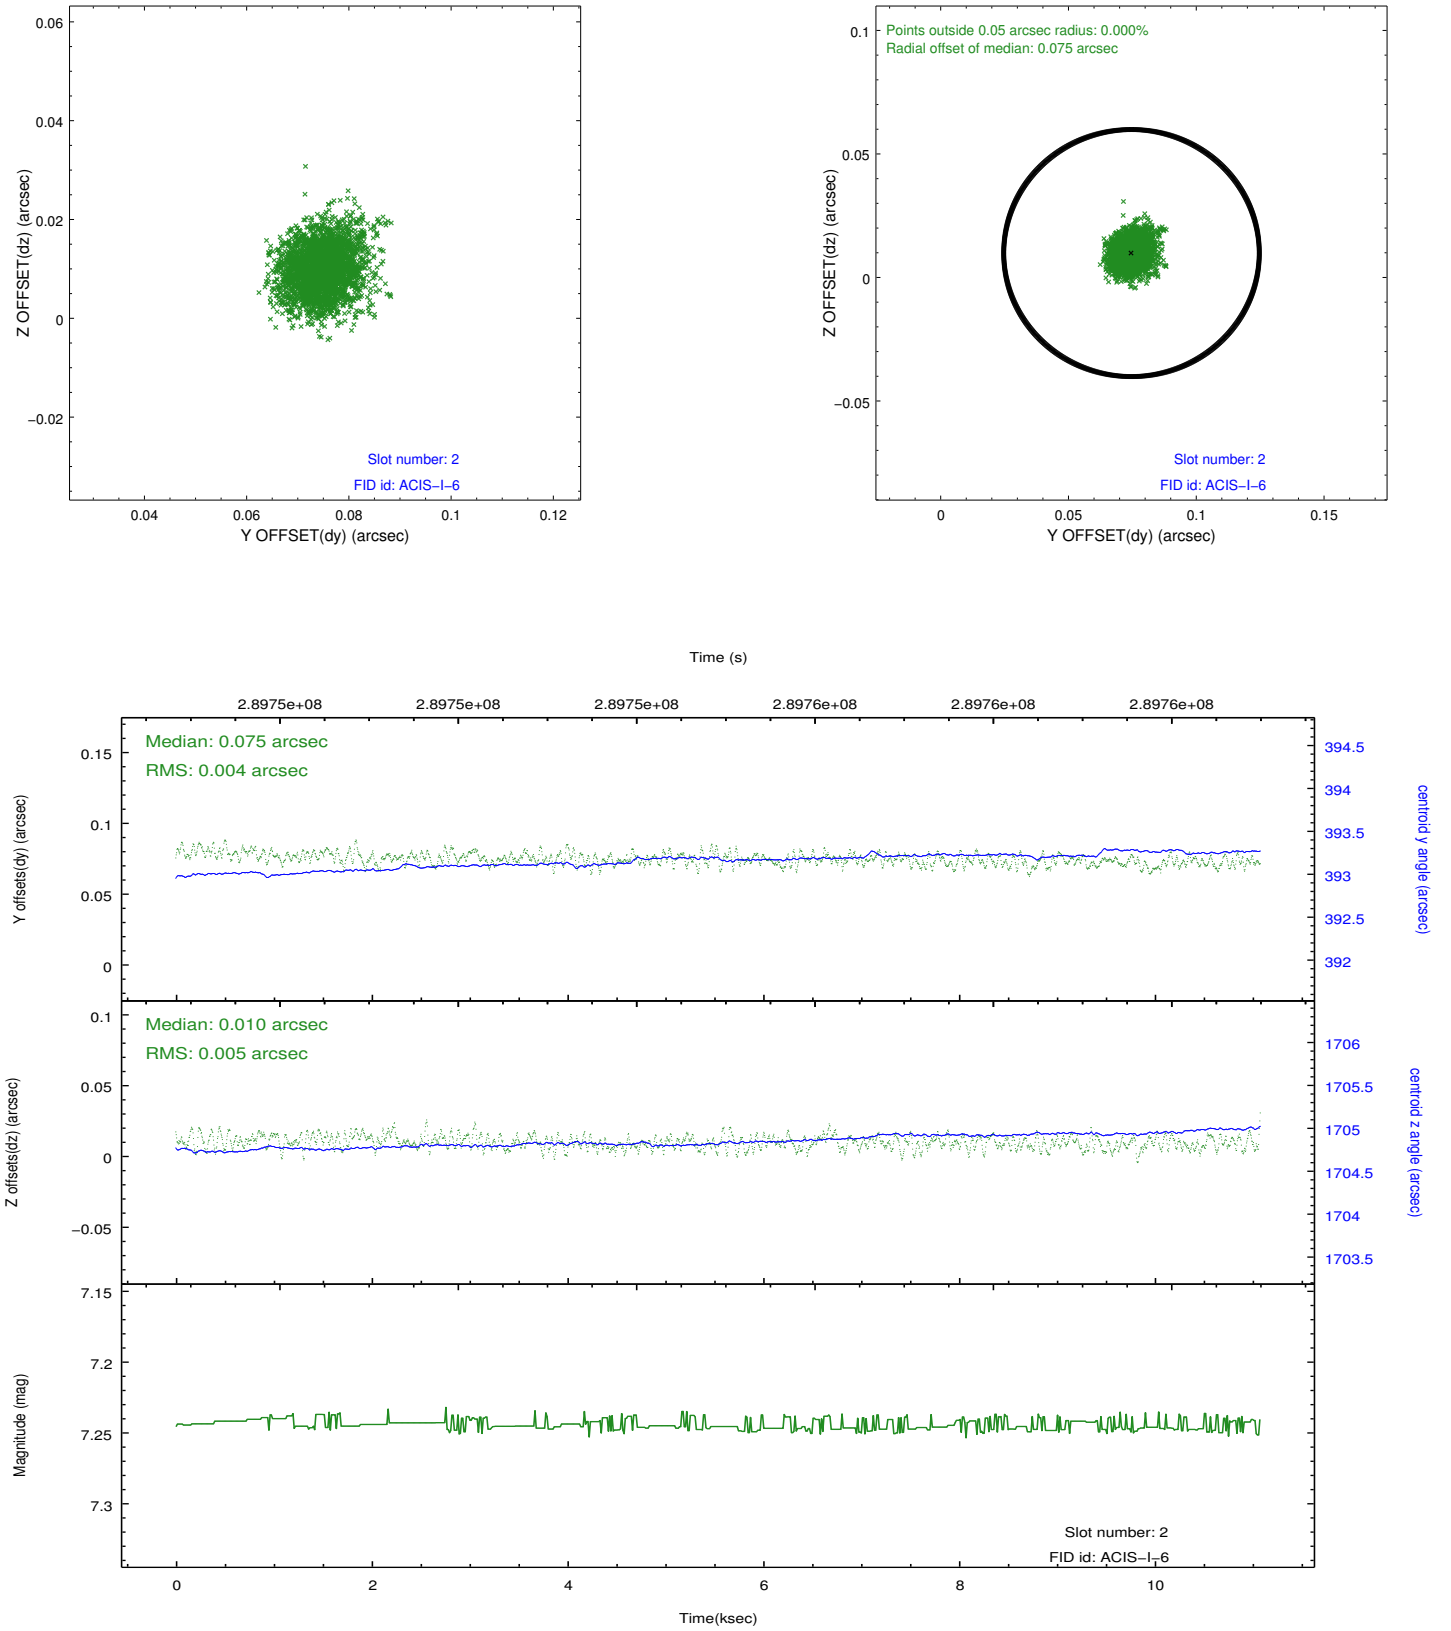 0.06
0.04
0.02
0
−0.02
Z OFFSET(dz) (arcsec)
Slot number: 2
FID id: ACIS−I−6
0.04 0.06 0.08 0.1 0.12
Y OFFSET(dy) (arcsec)
Points outside 0.05 arcsec radius: 0.000%
Radial offset of median: 0.075 arcsec
0.1
0.05
0
−0.05
Z OFFSET(dz) (arcsec)
Slot number: 2
FID id: ACIS−I−6
0 0.05 0.1 0.15
Y OFFSET(dy) (arcsec)
Time (s)
2.8975e+08 2.8975e+08 2.8975e+08 2.8976e+08 2.8976e+08 2.8976e+08
Median: 0.075 arcsec
RMS: 0.004 arcsec
0.15
0.1
0.05
0
Y offsets(dy) (arcsec)
394.5
394
393.5
393
392.5
392
centroid y angle (arcsec)
Median: 0.010 arcsec
RMS: 0.005 arcsec
0.1
0.05
0
−0.05
Z offsets(dz) (arcsec)
1706
1705.5
1705
1704.5
1704
1703.5
centroid z angle (arcsec)
7.15
7.2
7.25
7.3
Magnitude (mag)
Slot number: 2
FID id: ACIS−I−6
0 2 4 6 8 10
Time(ksec)